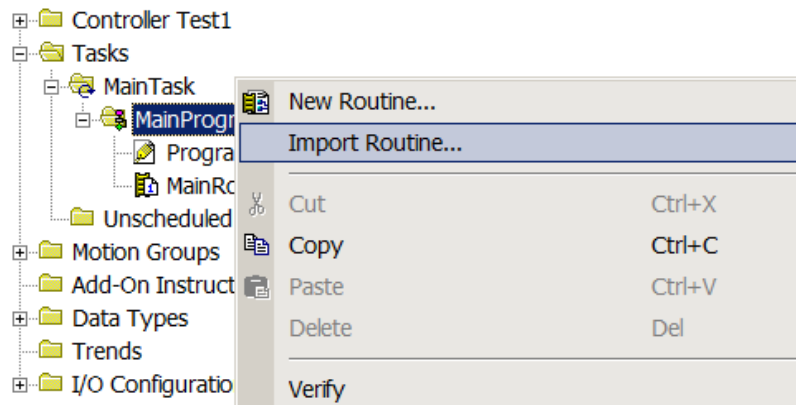 Controller Test1
Tasks
MainTask
MainProgr
Progra
MainRo
Unscheduled
Motion Groups
Add-On Instruct
Data Types
Trends
I/O Configuratio
New Routine...
Import Routine...
Cut Ctrl+X
Copy Ctrl+C
Paste Ctrl+V
Delete Del
Verify